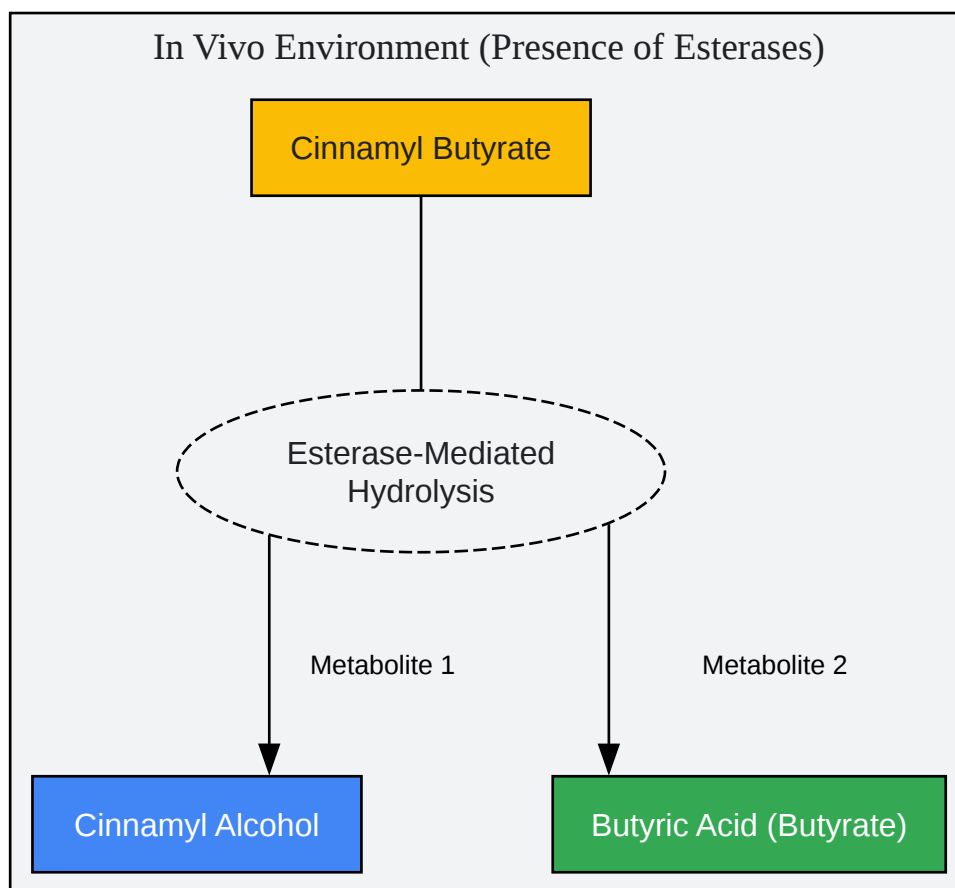 In Vivo Environment (Presence of Esterases)
Cinnamyl Butyrate
Esterase-Mediated
Hydrolysis
Metabolite 1
Metabolite 2
Cinnamyl Alcohol
Butyric Acid (Butyrate)